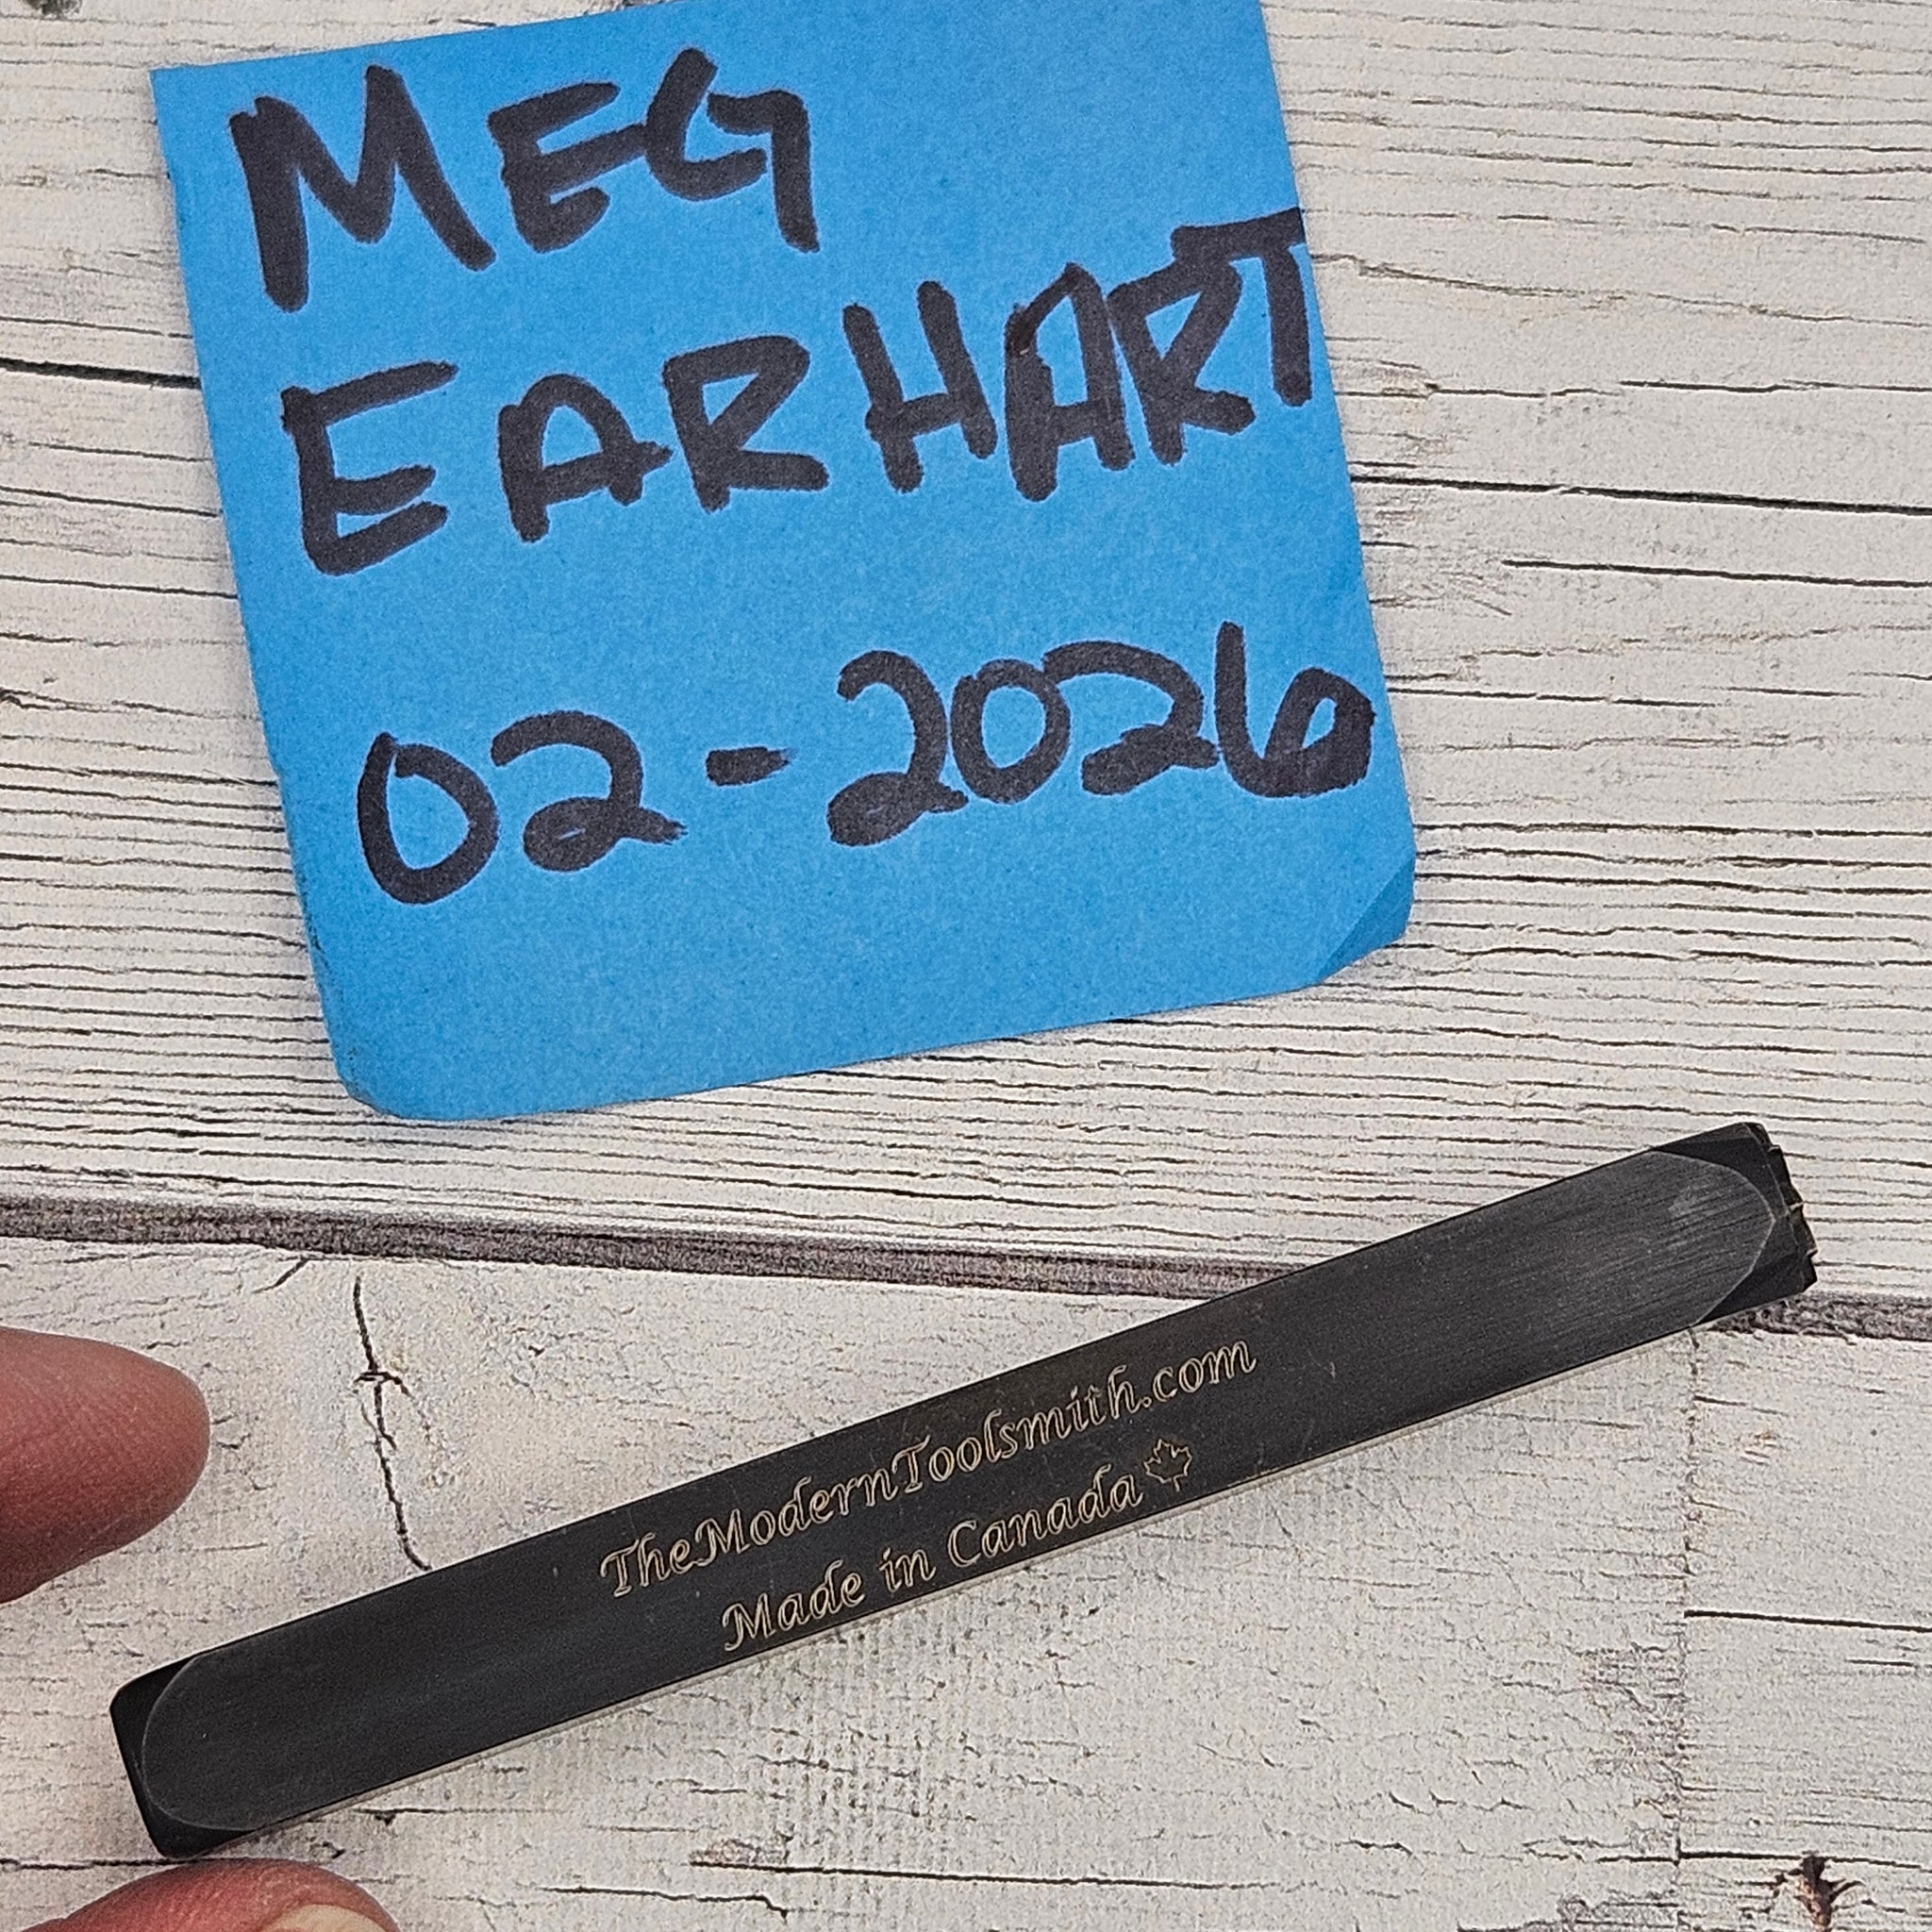 MEG
EARHART
02-2026
TheModernToolsmith.com
Made in Canada